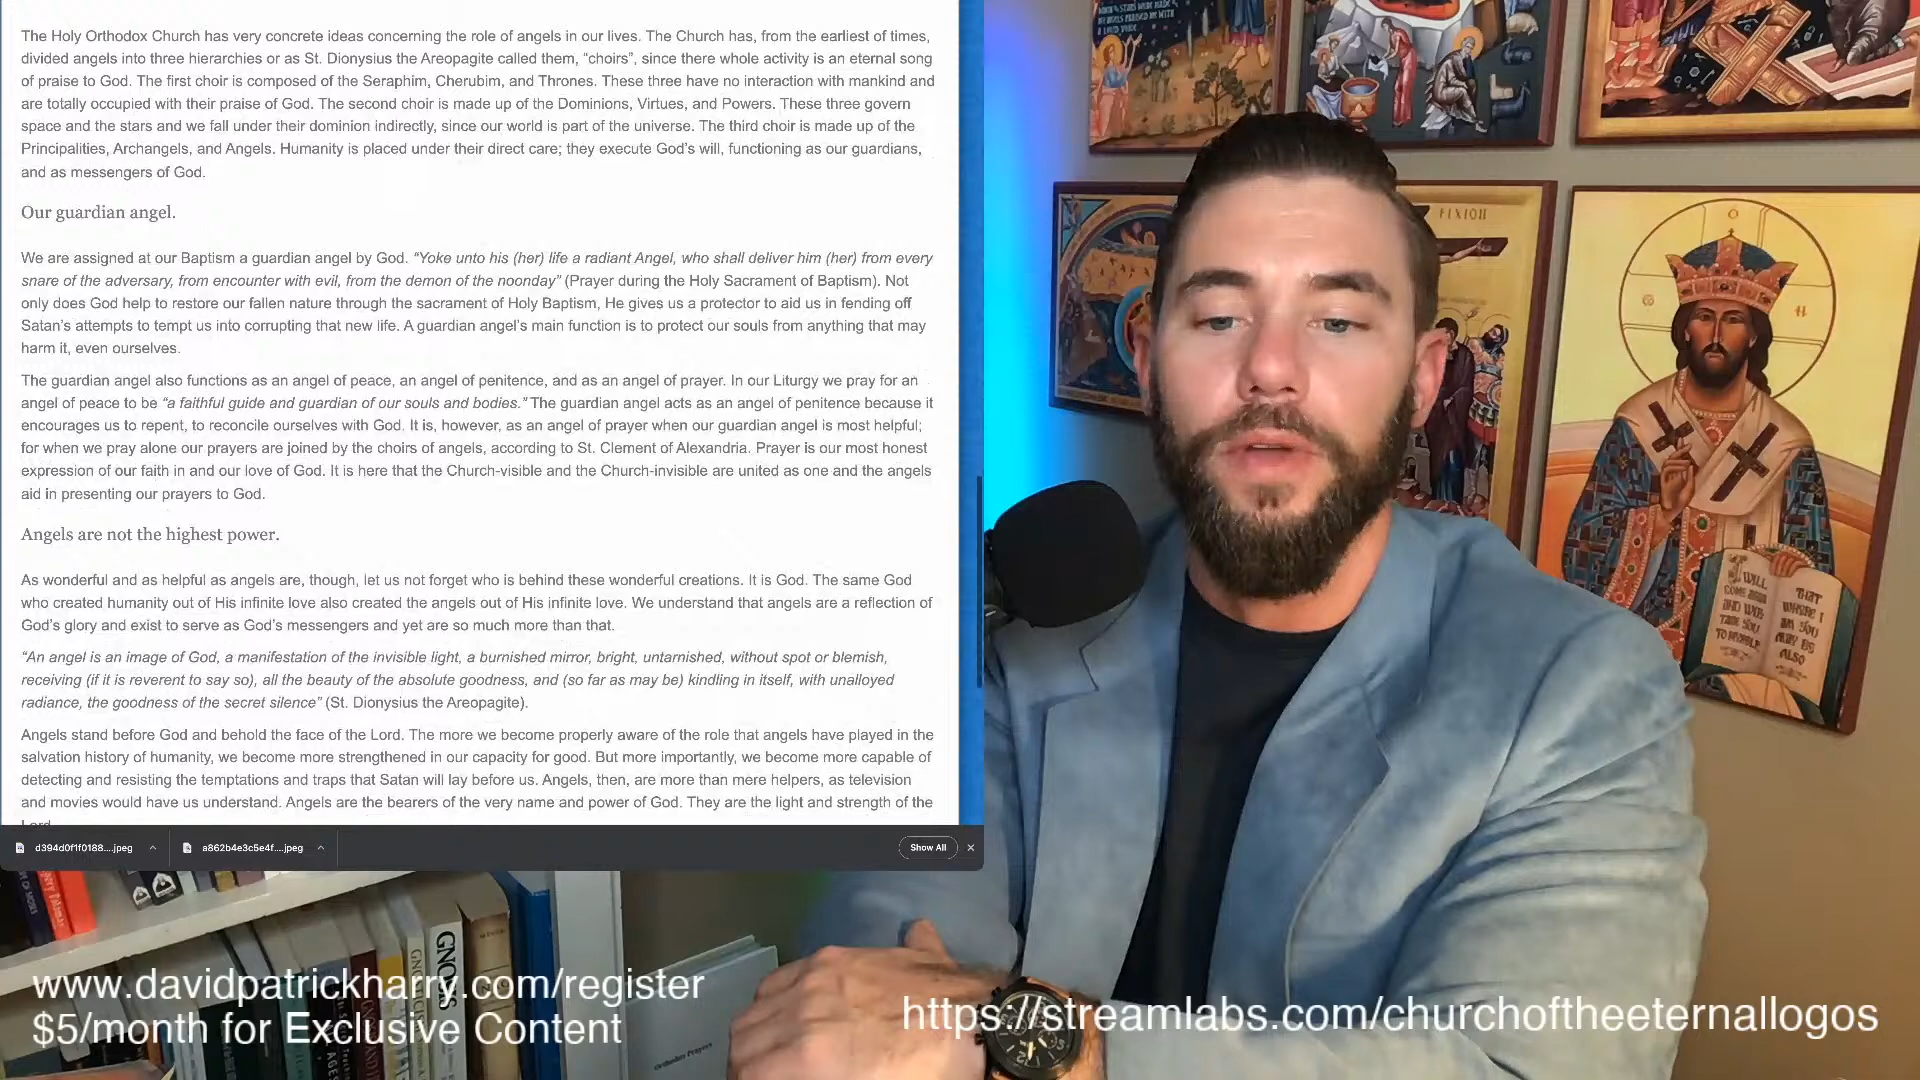 The Holy Orthodox Church has very concrete ideas concerning the role of angels in our lives. The Church has, from the earliest of times,
divided angels into three hierarchies or as St. Dionysius the Areopagite called them, “choirs”, since there whole activity is an eternal song
of praise to God. The first choir is composed of the Seraphim, Cherubim, and Thrones. These three have no interaction with mankind and
are totally occupied with their praise of God. The second choir is made up of the Dominions, Virtues, and Powers. These three govern
space and the stars and we fall under their dominion indirectly, since our world is part of the universe. The third choir is made up of the
Principalities, Archangels, and Angels. Humanity is placed under their direct care; they execute God’s will, functioning as our guardians,
and as messengers of God.
Our guardian angel.
We are assigned at our Baptism a guardian angel by God. “Yoke unto his (her) life a radiant Angel, who shall deliver him (her) from every
snare of the adversary, from encounter with evil, from the demon of the noonday” (Prayer during the Holy Sacrament of Baptism). Not
only does God help to restore our fallen nature through the sacrament of Holy Baptism, He gives us a protector to aid us in fending off
Satan’s attempts to tempt us into corrupting that new life. A guardian angel’s main function is to protect our souls from anything that may
harm it, even ourselves.
The guardian angel also functions as an angel of peace, an angel of penitence, and as an angel of prayer. In our Liturgy we pray for an
angel of peace to be “a faithful guide and guardian of our souls and bodies.” The guardian angel acts as an angel of penitence because it
encourages us to repent, to reconcile ourselves with God. It is, however, as an angel of prayer when our guardian angel is most helpful;
for when we pray alone our prayers are joined by the choirs of angels, according to St. Clement of Alexandria. Prayer is our most honest
expression of our faith in and our love of God. It is here that the Church-visible and the Church-invisible are united as one and the angels
aid in presenting our prayers to God.
Angels are not the highest power.
As wonderful and as helpful as angels are, though, let us not forget who is behind these wonderful creations. It is God. The same God
who created humanity out of His infinite love also created the angels out of His infinite love. We understand that angels are a reflection of
God’s glory and exist to serve as God’s messengers and yet are so much more than that.
“An angel is an image of God, a manifestation of the invisible light, a burnished mirror, bright, untarnished, without spot or blemish,
receiving (if it is reverent to say so), all the beauty of the absolute goodness, and (so far as may be) kindling in itself, with unalloyed
radiance, the goodness of the secret silence” (St. Dionysius the Areopagite).
Angels stand before God and behold the face of the Lord. The more we become properly aware of the role that angels have played in the
salvation history of humanity, we become more strengthened in our capacity for good. But more importantly, we become more capable of
detecting and resisting the temptations and traps that Satan will lay before us. Angels, then, are more than mere helpers, as television
and movies would have us understand. Angels are the bearers of the very name and power of God. They are the light and strength of the
Lord.
d394d0f1f0188....jpeg
a862b4e3c5e4f....jpeg
Show All
FIXION
I WILL
COME AGAIN
AND WILL
TAKE YOU
TO MYSELF
THAT
WHERE I
AM YOU
MAY BE
ALSO
GNOSIS
Orthodox Prayers
www.davidpatrickharry.com/register
$5/month for Exclusive Content
https://streamlabs.com/churchoftheeternallogos